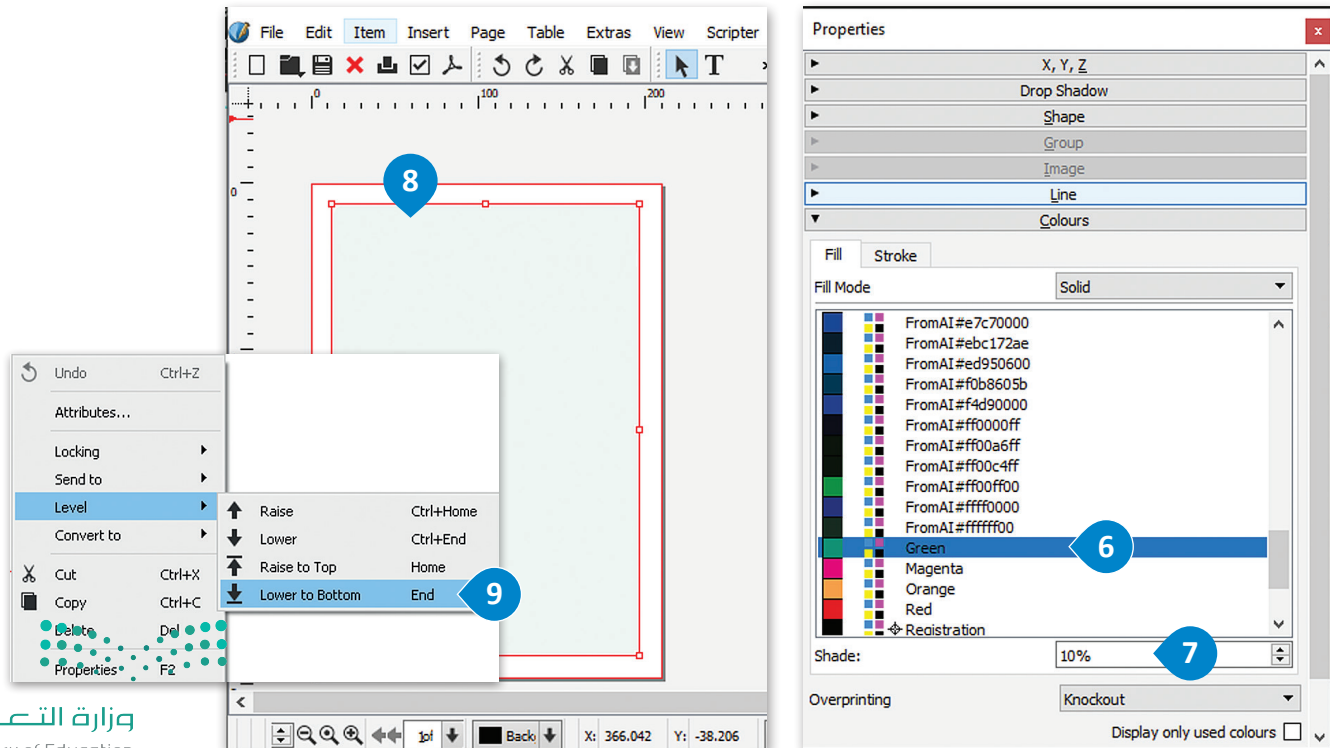 File Edit Item Insert Page Table Extras View Scripter
0 100 200
0
8
Undo Ctrl+Z
Attributes...
Locking
Send to
Level
Convert to
Cut Ctrl+X
Copy Ctrl+C
Delete Del
Properties F2
Raise Ctrl+Home
Lower Ctrl+End
Raise to Top Home
Lower to Bottom End
9
X: 366.042 Y: -38.206
Properties
X, Y, Z
Drop Shadow
Shape
Group
Image
Line
Colours
Fill Stroke
Fill Mode Solid
FromAI#e7c70000
FromAI#ebc172ae
FromAI#ed950600
FromAI#f0b8605b
FromAI#f4d90000
FromAI#ff0000ff
FromAI#ff00a6ff
FromAI#ff00c4ff
FromAI#ff00ff00
FromAI#ffff0000
FromAI#ffffff00
Green
6
Magenta
Orange
Red
Registration
Shade: 10%
7
Overprinting Knockout
Display only used colours
وزارة